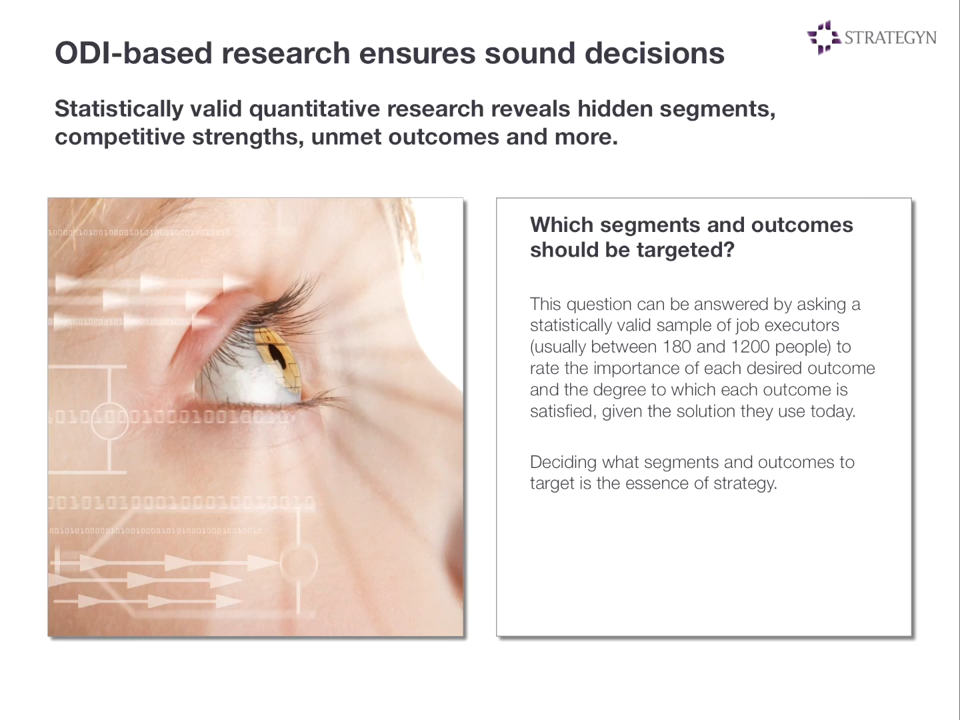 ODI-based research ensures sound decisions
STRATEGYN
Statistically valid quantitative research reveals hidden segments,
competitive strengths, unmet outcomes and more.
Which segments and outcomes
should be targeted?
This question can be answered by asking a
statistically valid sample of job executors
(usually between 180 and 1200 people) to
rate the importance of each desired outcome
and the degree to which each outcome is
satisfied, given the solution they use today.
Deciding what segments and outcomes to
target is the essence of strategy.